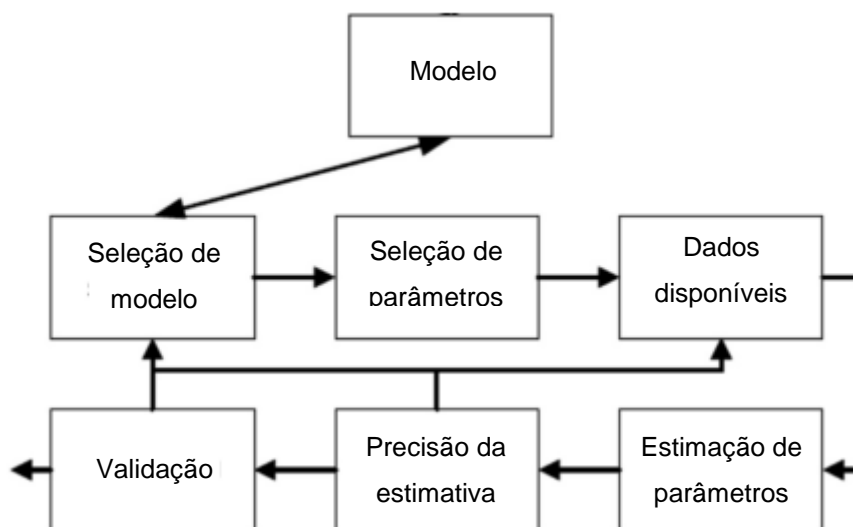 Modelo
Seleção de
modelo
Seleção de
parâmetros
Dados
disponíveis
Validação
Precisão da
estimativa
Estimação de
parâmetros